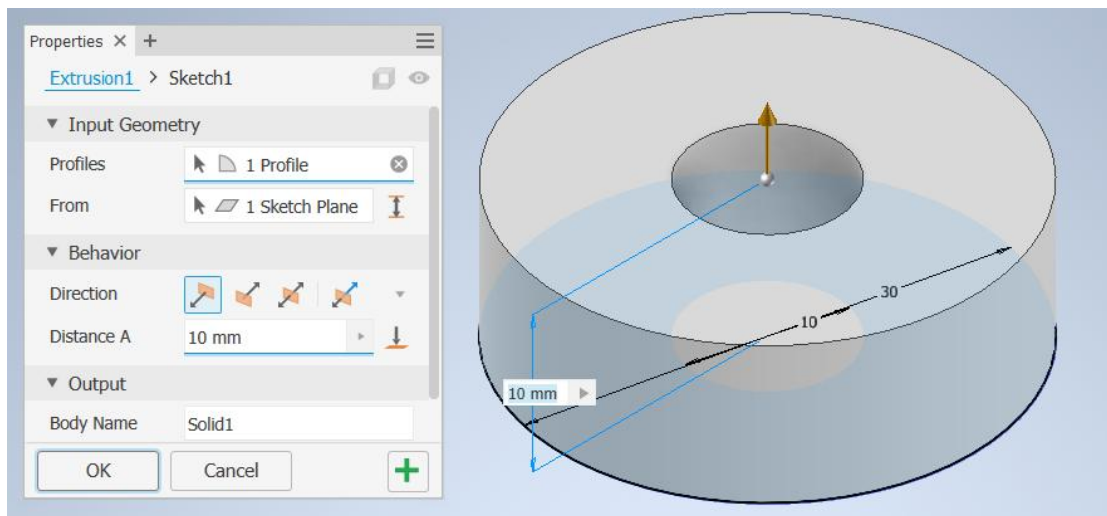 Properties × +
Extrusion1 > Sketch1
Input Geometry
Profiles 1 Profile
From 1 Sketch Plane
Behavior
Direction
Distance A 10 mm
Output
Body Name Solid1
OK Cancel
30
10
10 mm